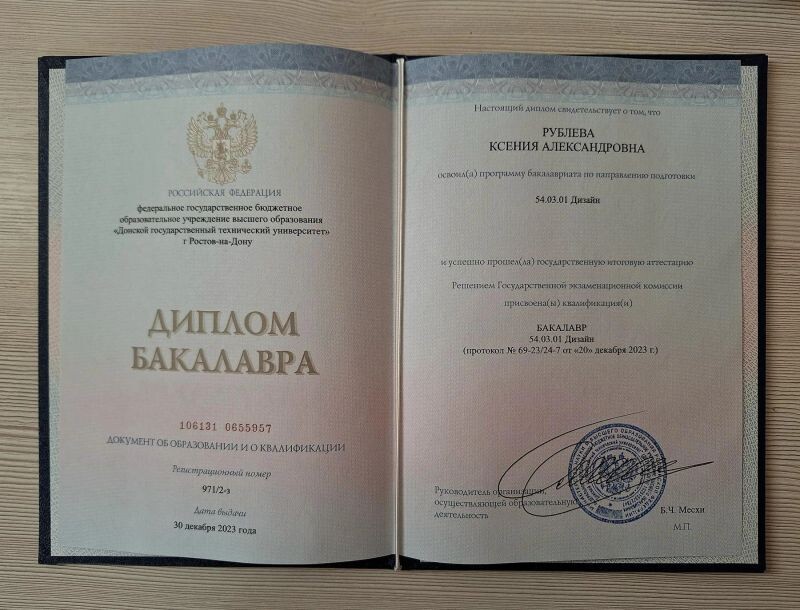 РОССИЙСКАЯ ФЕДЕРАЦИЯ
федеральное государственное бюджетное
образовательное учреждение высшего образования
«Донской государственный технический университет»
г Ростов-на-Дону
ДИПЛОМ
БАКАЛАВРА
106131 0655957
ДОКУМЕНТ ОБ ОБРАЗОВАНИИ И О КВАЛИФИКАЦИИ
Регистрационный номер
971/2-з
Дата выдачи
30 декабря 2023 года
Настоящий диплом свидетельствует о том, что
РУБЛЕВА
КСЕНИЯ АЛЕКСАНДРОВНА
освоил(а) программу бакалавриата по направлению подготовки
54.03.01 Дизайн
и успешно прошел(ла) государственную итоговую аттестацию
Решением Государственной экзаменационной комиссии
присвоена(ы) квалификация(и)
БАКАЛАВР
54.03.01 Дизайн
(протокол № 69-23/24-7 от «20» декабря 2023 г.)
Руководитель организации,
осуществляющей образовательную
деятельность
Б.Ч. Месхи
М.П.